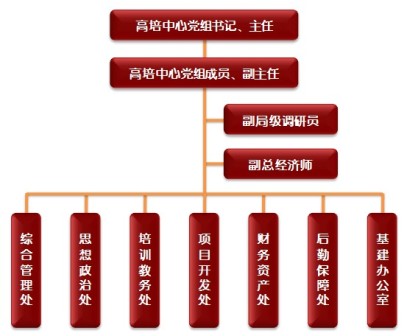 高培中心党组书记、主任
高培中心党组成员、副主任
副局级调研员
副总经济师
综合管理处
思想政治处
培训教务处
项目开发处
财务资产处
后勤保障处
基建办公室